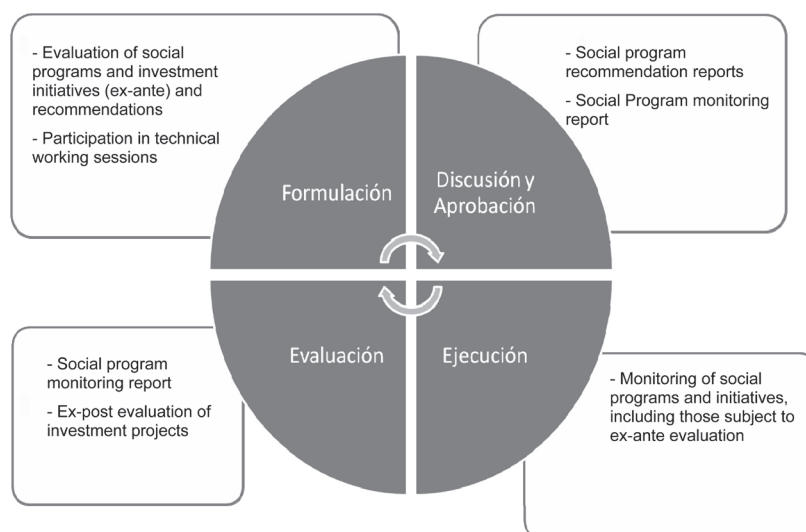 - Evaluation of social
programs and investment
initiatives (ex-ante) and
recommendations
- Participation in technical
working sessions
- Social program
recommendation reports
- Social Program monitoring
report
Formulación
Discusión y
Aprobación
Evaluación
Ejecución
- Social program
monitoring report
- Ex-post evaluation of
investment projects
- Monitoring of social
programs and initiatives,
including those subject to
ex-ante evaluation